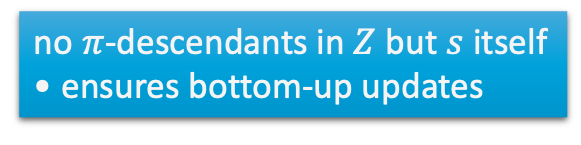 no π-descendants in Z but s itself
• ensures bottom-up updates